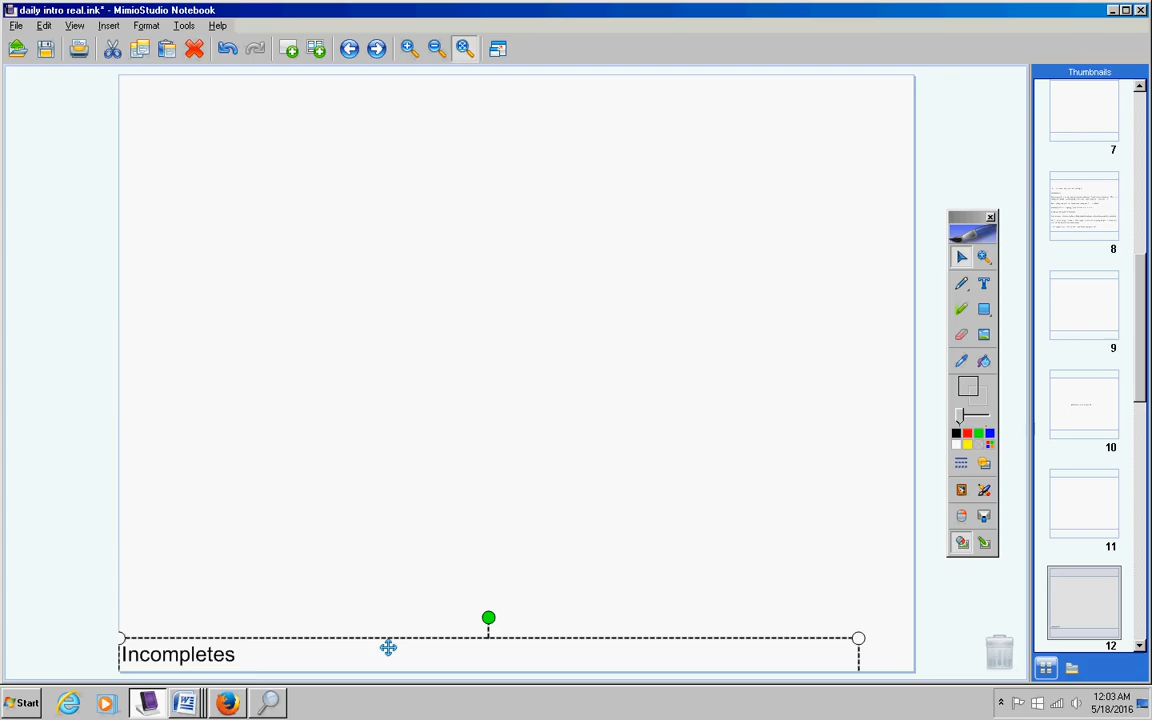 daily intro real.ink* - MimioStudio Notebook
File Edit View Insert Format Tools Help
Thumbnails
7
8
9
10
11
12
Incompletes
Start
12:03 AM
5/18/2016